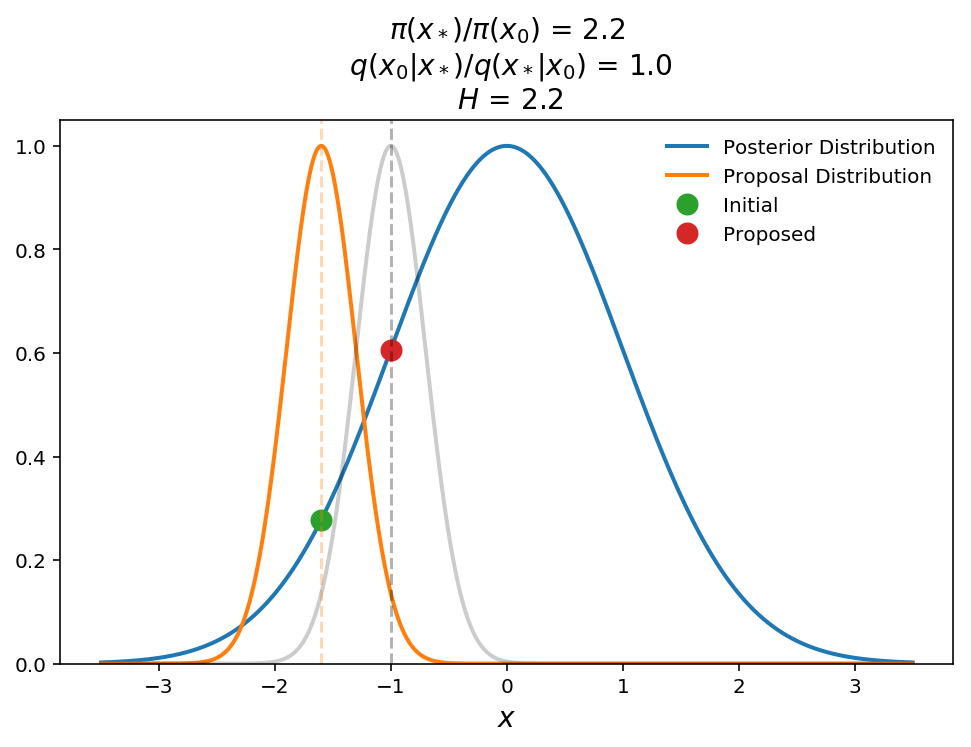 π(x∗)/π(x₀) = 2.2
q(x₀|x∗)/q(x∗|x₀) = 1.0
H = 2.2
1.0
0.8
0.6
0.4
0.2
0.0
Posterior Distribution
Proposal Distribution
Initial
Proposed
−3 −2 −1 0 1 2 3
x